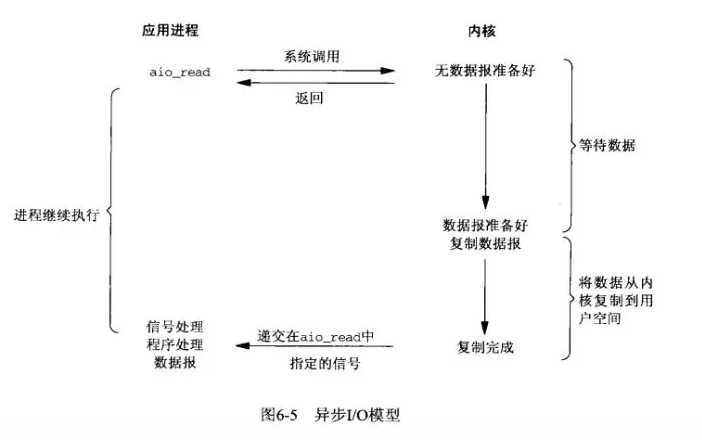 应用进程
内核
系统调用
aio_read
无数据报准备好
返回
等待数据
进程继续执行
数据报准备好
复制数据报
将数据从内
核复制到用
户空间
信号处理
程序处理
数据报
递交在aio_read中
指定的信号
复制完成
图6-5 异步I/O模型